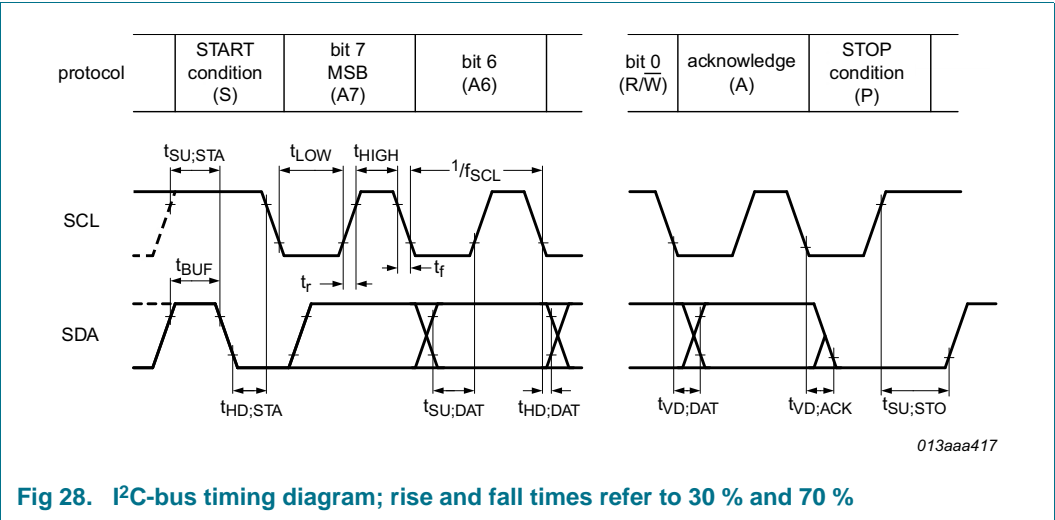 protocol
START
condition
(S)
bit 7
MSB
(A7)
bit 6
(A6)
bit 0
(R/W̅)
acknowledge
(A)
STOP
condition
(P)
tSU;STA
tLOW
tHIGH
1/fSCL
SCL
tBUF
tr
tf
SDA
tHD;STA
tSU;DAT
tHD;DAT
tVD;DAT
tVD;ACK
tSU;STO
013aaa417
Fig 28. I²C-bus timing diagram; rise and fall times refer to 30 % and 70 %